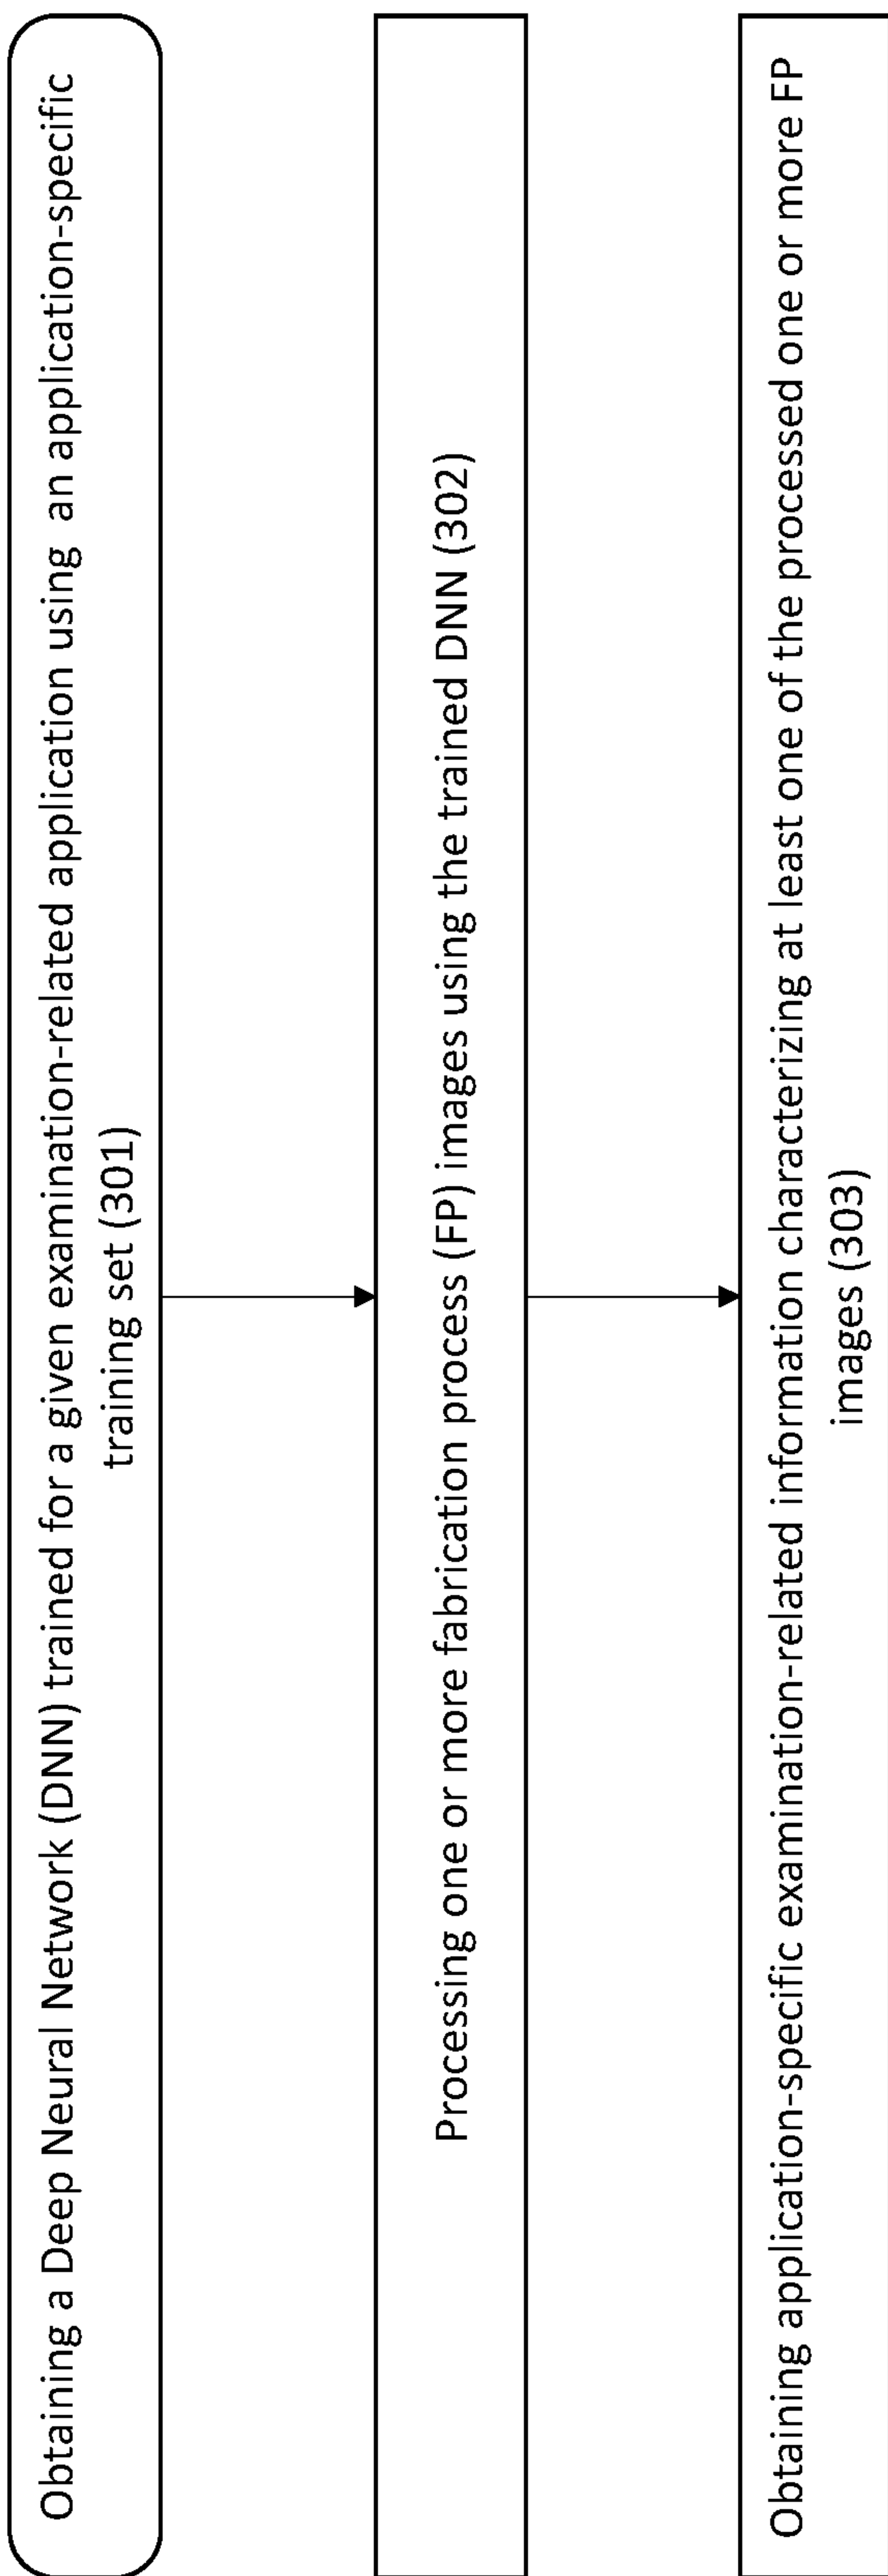 Obtaining a Deep Neural Network (DNN) trained for a given examination-related application using an application-specific
training set (301)
Processing one or more fabrication process (FP) images using the trained DNN (302)
Obtaining application-specific examination-related information characterizing at least one of the processed one or more FP
images (303)